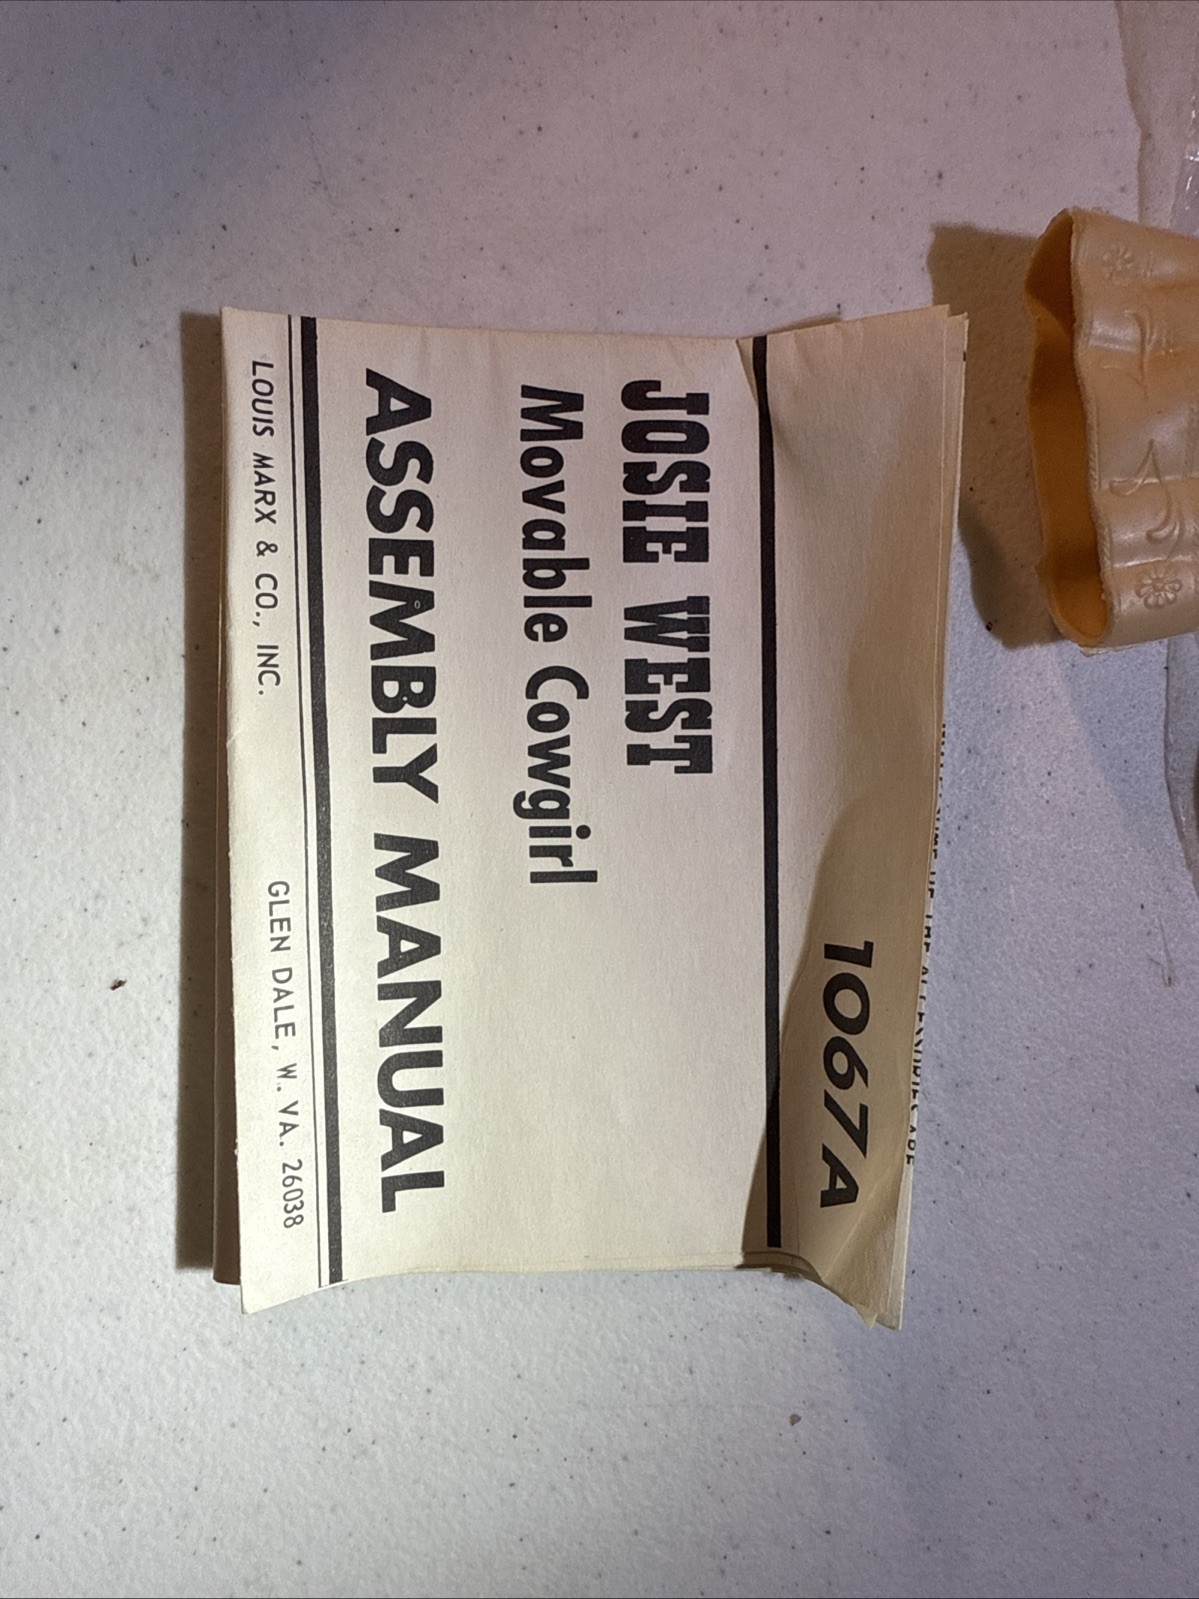 1067A
JOSIE WEST
Movable Cowgirl
ASSEMBLY MANUAL
LOUIS MARX & CO., INC. GLEN DALE, W. VA. 26038